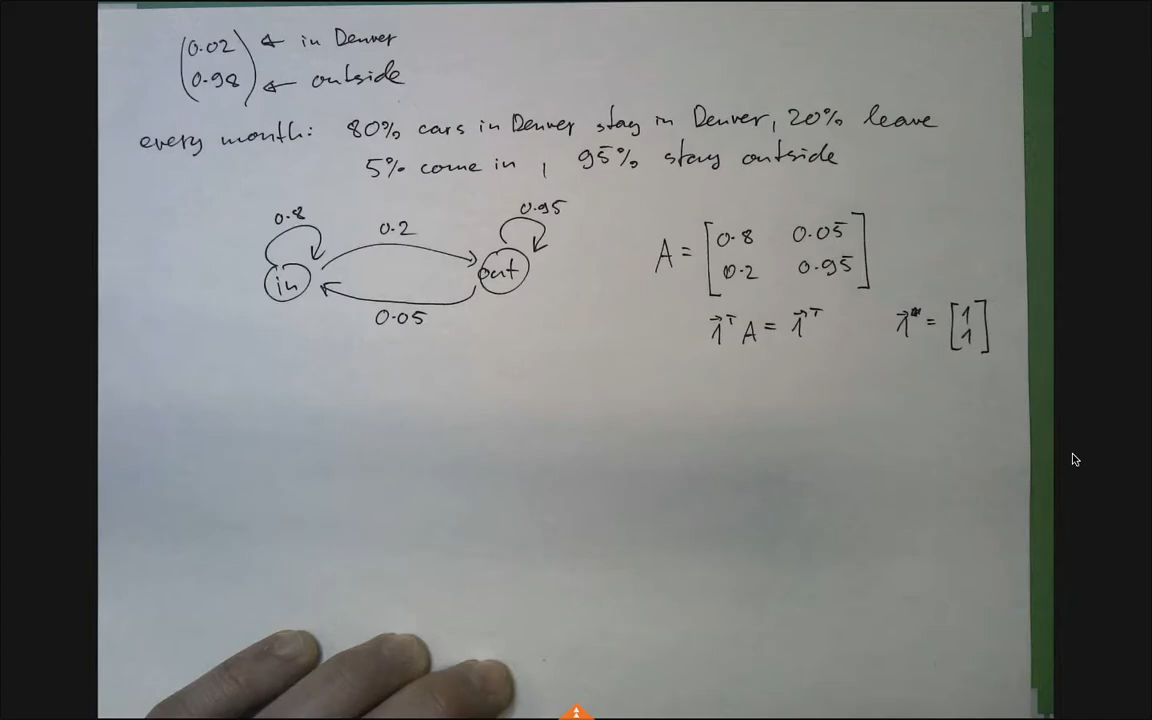 (0.02) ← in Denver
(0.98) ← outside
every month: 80% cars in Denver stay in Denver, 20% leave
5% come in , 95% stay outside
0.8 0.2 0.95
in out
0.05
A = [0.8 0.05
0.2 0.95]
1⃗ᵀ A = 1⃗ᵀ 1⃗ = [1
1]